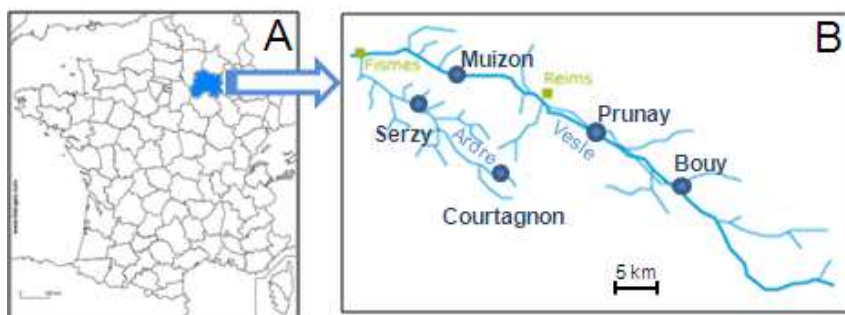 A
B
Muizon
Fismes
Reims
Prunay
Serzy
Ardre
Vesle
Bouy
Courtagnon
5 km